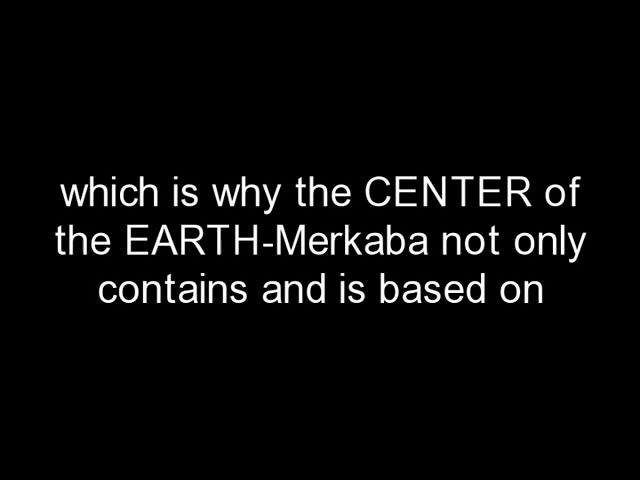 which is why the CENTER of
the EARTH-Merkaba not only
contains and is based on